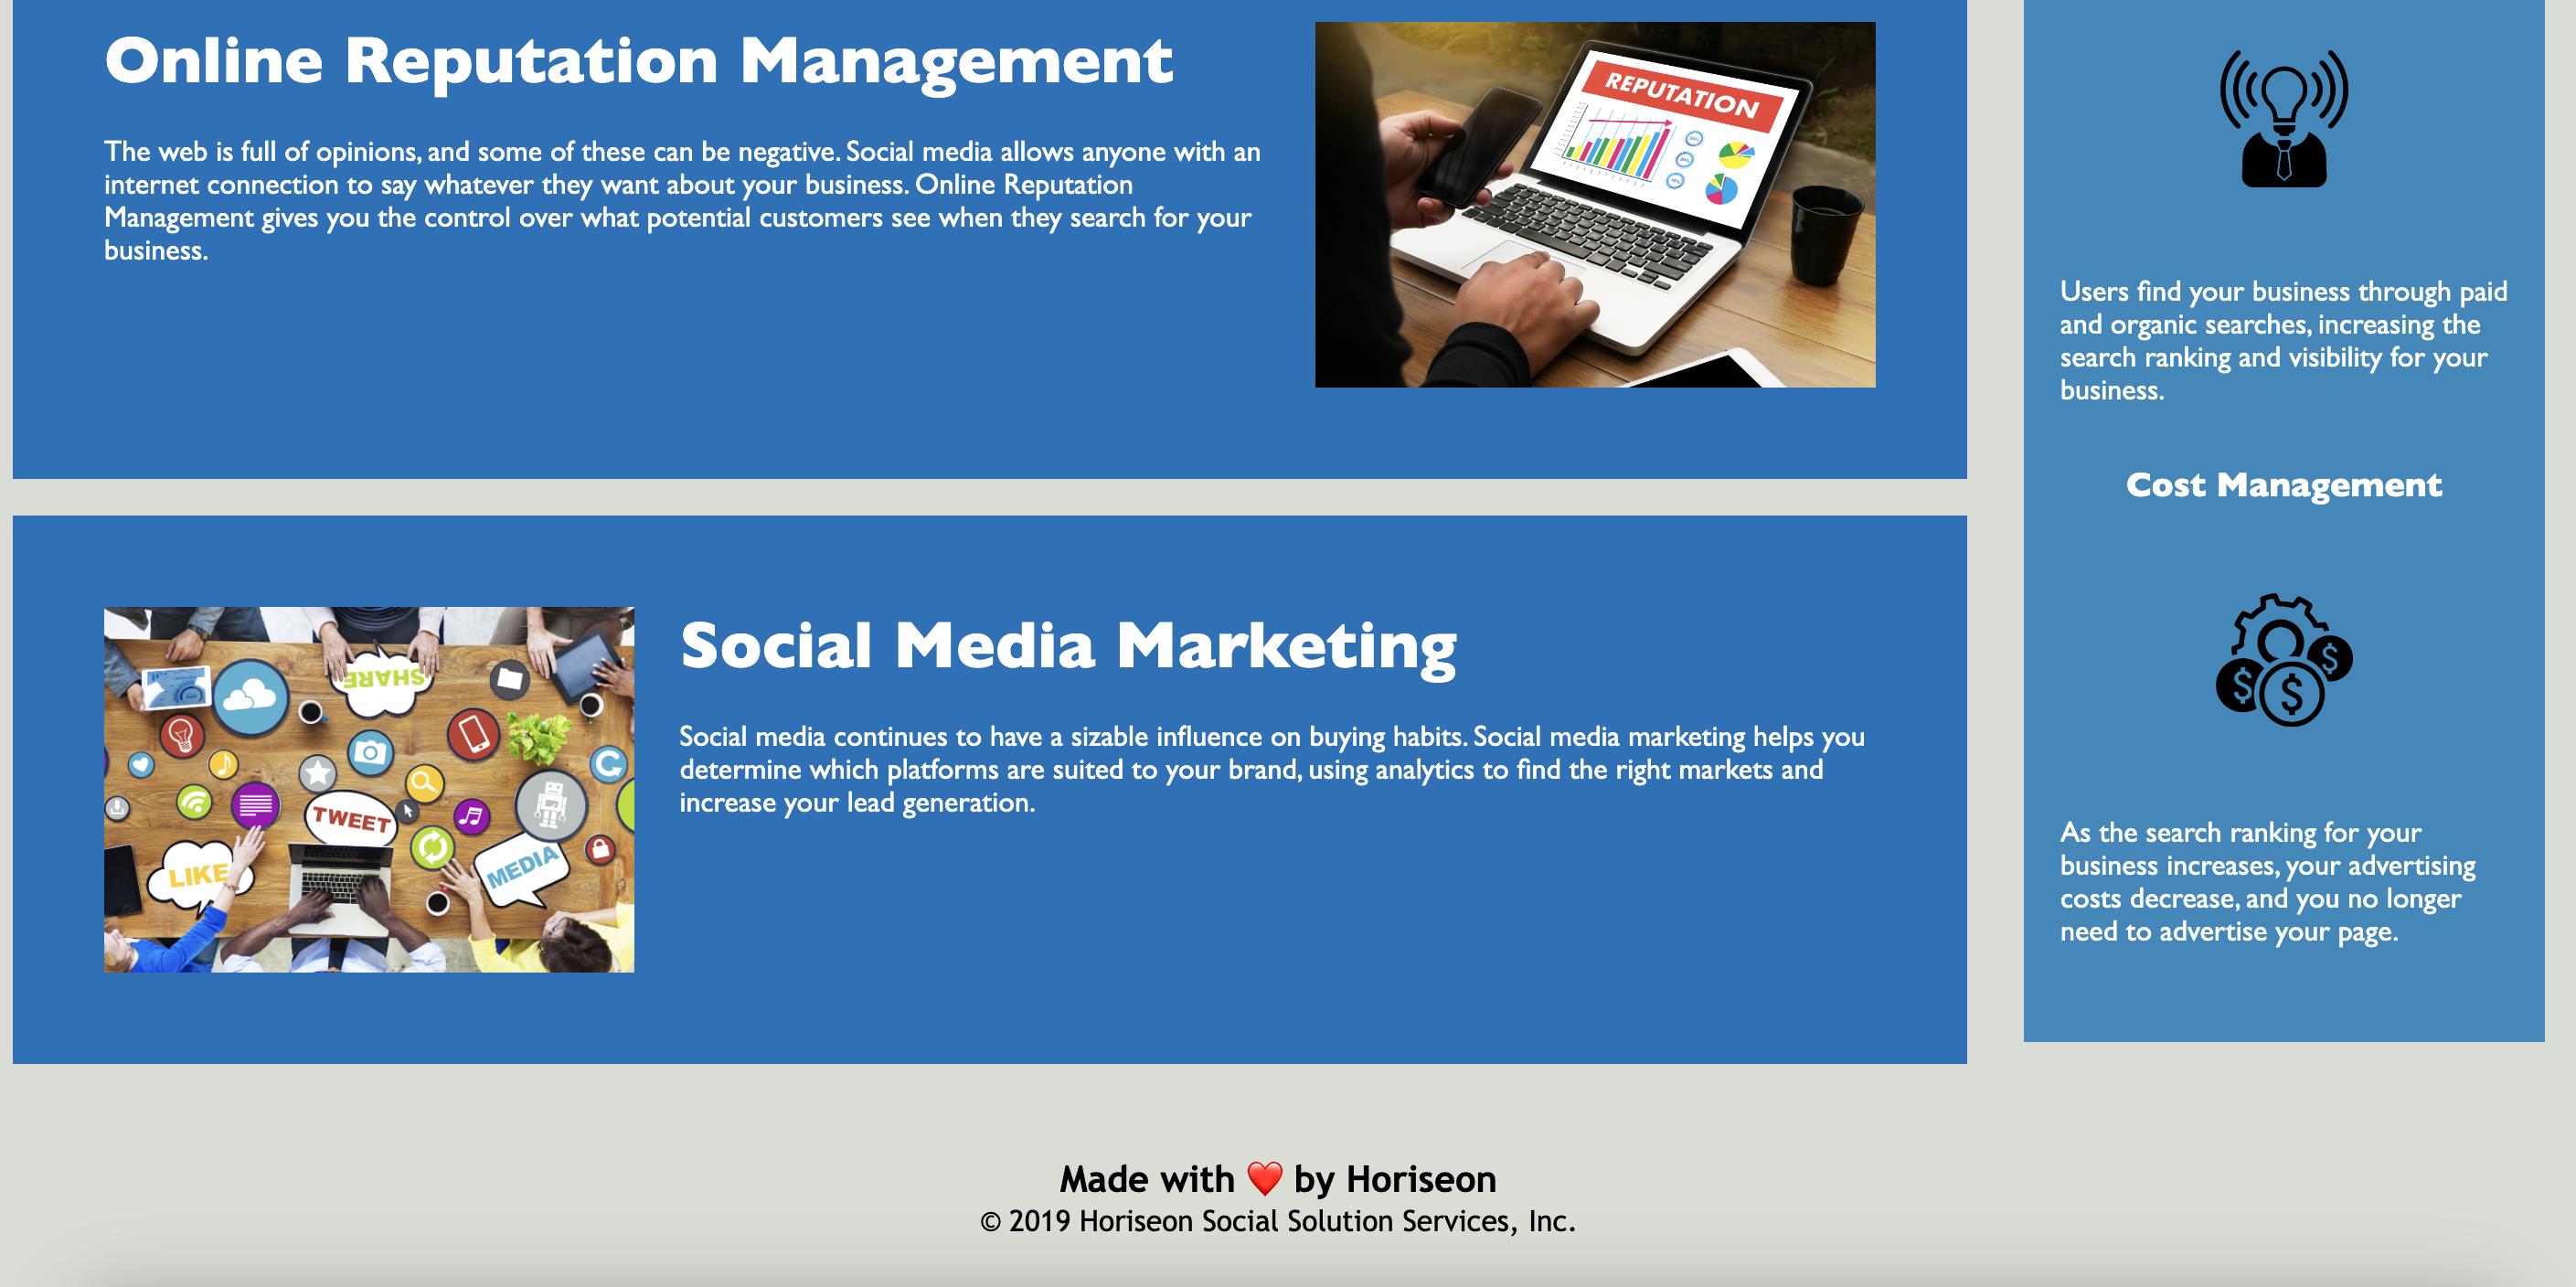 Online Reputation Management
The web is full of opinions, and some of these can be negative. Social media allows anyone with an
internet connection to say whatever they want about your business. Online Reputation
Management gives you the control over what potential customers see when they search for your
business.
REPUTATION
Social Media Marketing
Social media continues to have a sizable influence on buying habits. Social media marketing helps you
determine which platforms are suited to your brand, using analytics to find the right markets and
increase your lead generation.
SHARE
TWEET
LIKE
MEDIA
Users find your business through paid
and organic searches, increasing the
search ranking and visibility for your
business.
Cost Management
$ $ $
As the search ranking for your
business increases, your advertising
costs decrease, and you no longer
need to advertise your page.
Made with ❤️ by Horiseon
© 2019 Horiseon Social Solution Services, Inc.